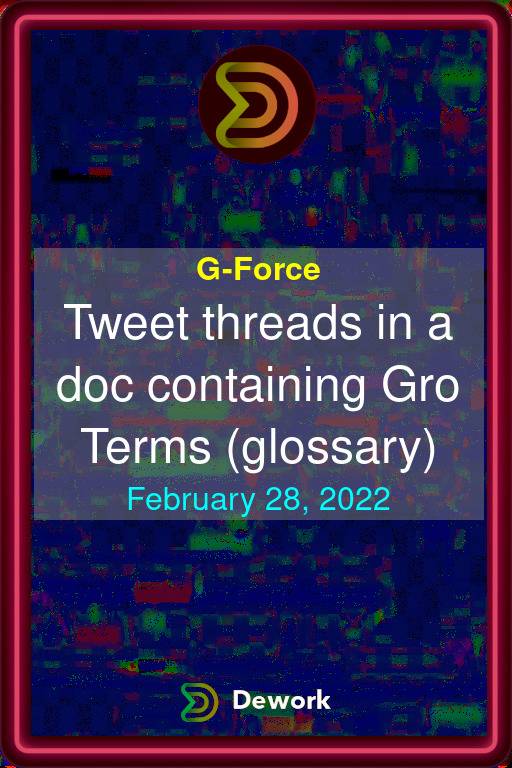 G-Force
Tweet threads in a
doc containing Gro
Terms (glossary)
February 28, 2022
Dework